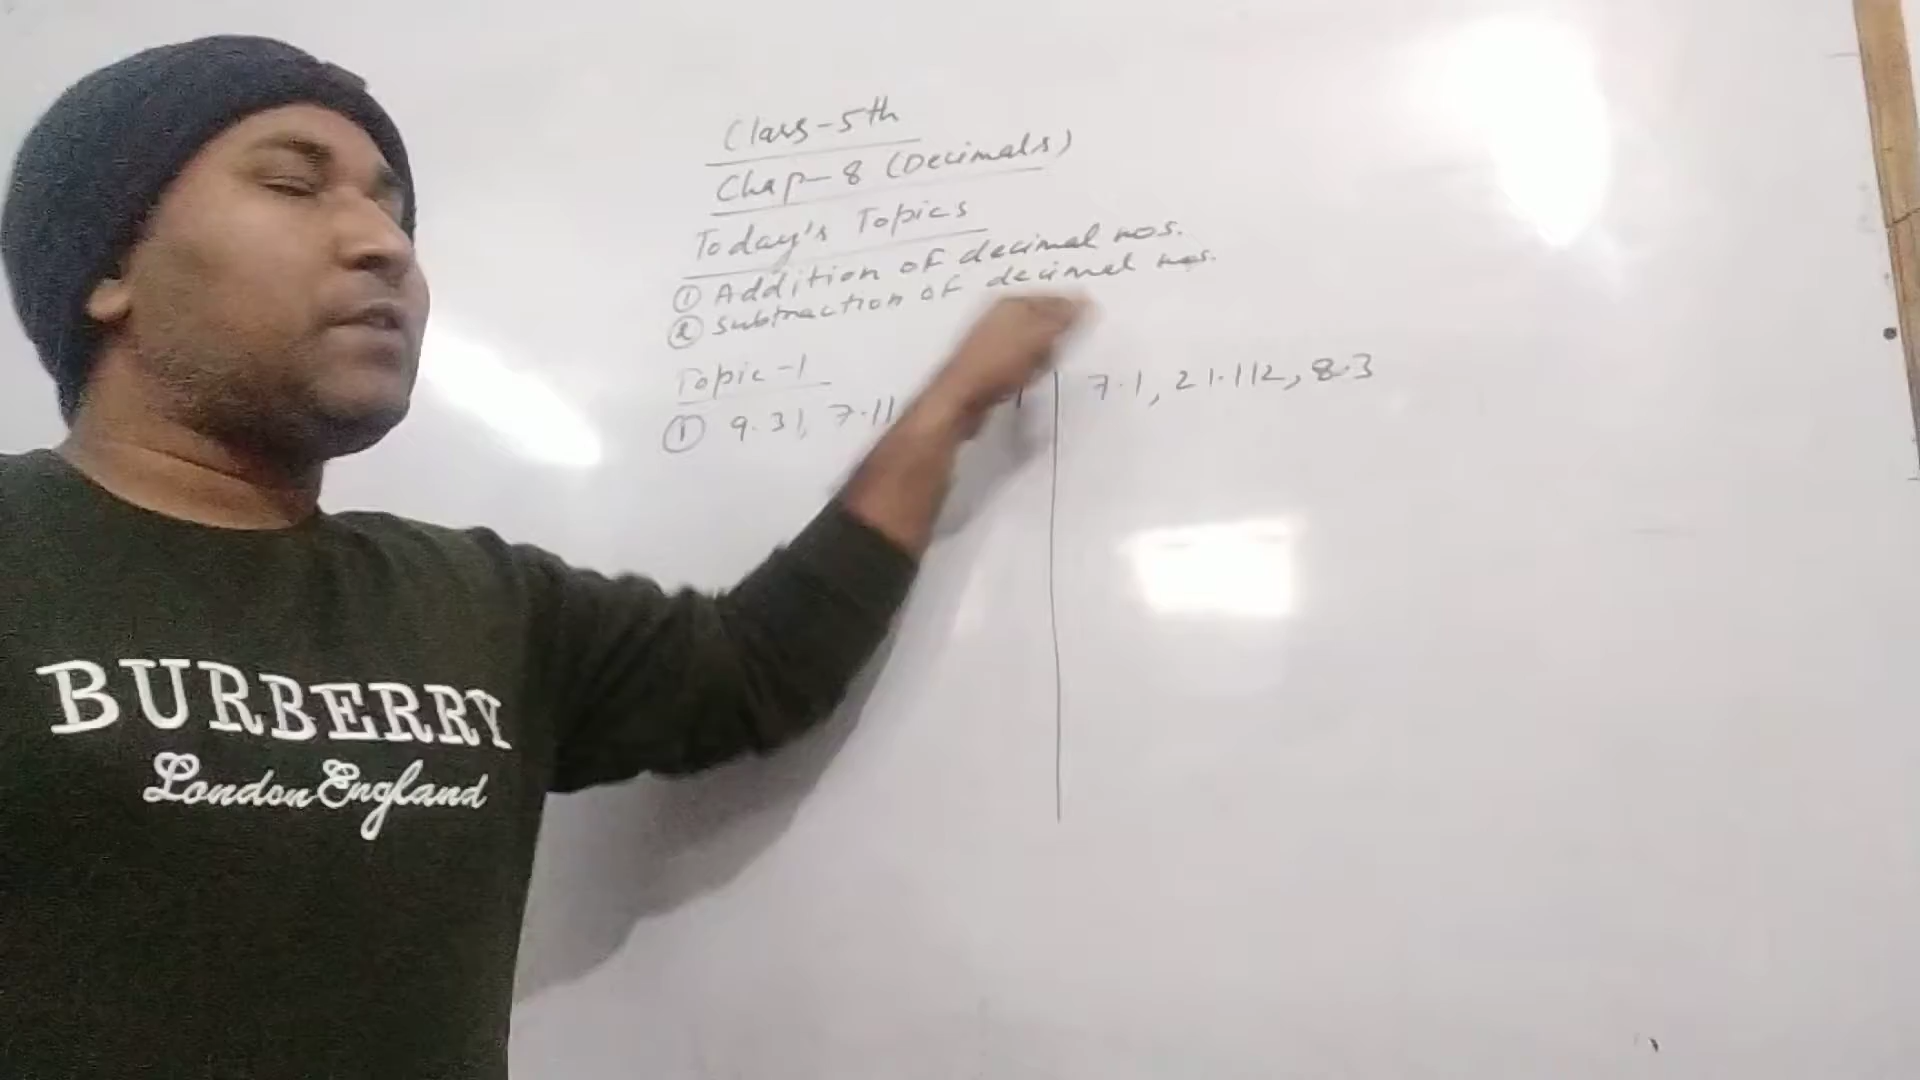 Class-5th
Chap-8 (Decimals)
Today's Topics
① Addition of decimal nos.
② Subtraction of decimal nos.
Topic-1
① 9.31, 7.11
7.1, 21.112, 8.3
BURBERRY
London England